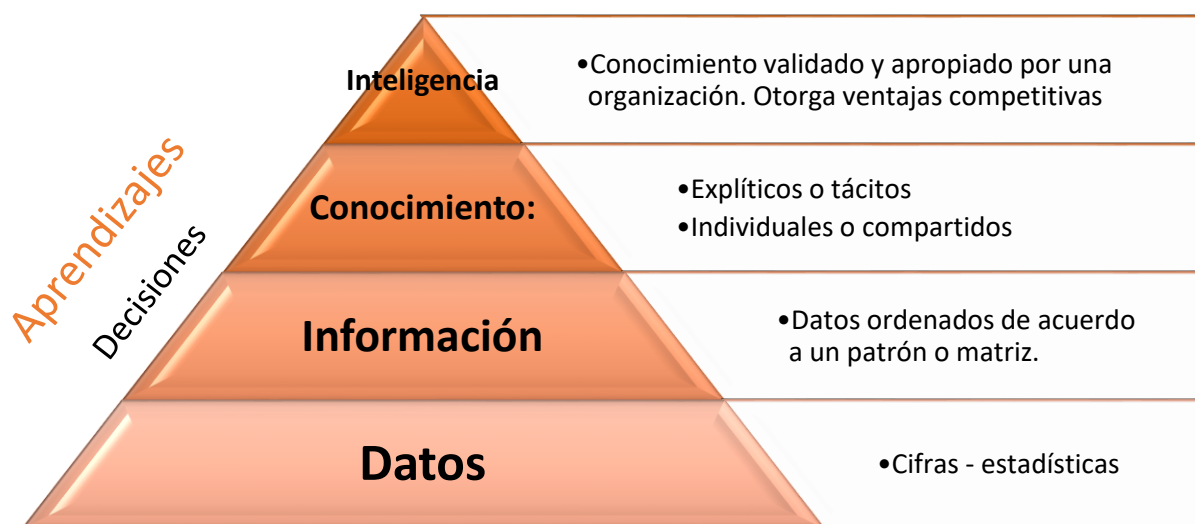 Inteligencia
•Conocimiento validado y apropiado por una
organización. Otorga ventajas competitivas
Aprendizajes
Decisiones
Conocimiento:
•Explíticos o tácitos
•Individuales o compartidos
Información
•Datos ordenados de acuerdo
a un patrón o matriz.
Datos
•Cifras - estadísticas